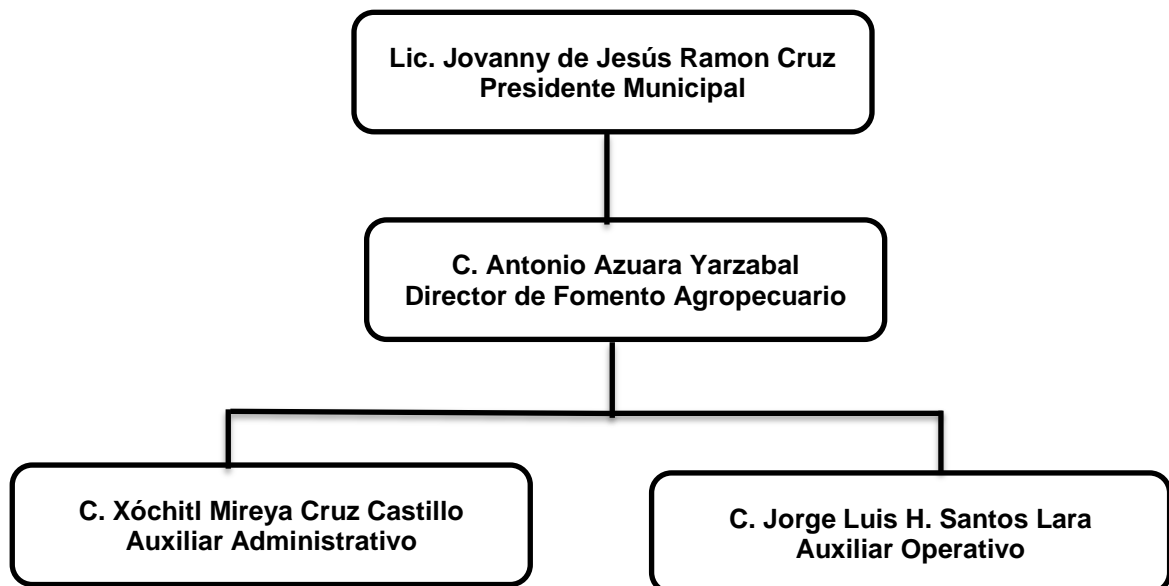 Lic. Jovanny de Jesús Ramon Cruz
Presidente Municipal
C. Antonio Azuara Yarzabal
Director de Fomento Agropecuario
C. Xóchitl Mireya Cruz Castillo
Auxiliar Administrativo
C. Jorge Luis H. Santos Lara
Auxiliar Operativo